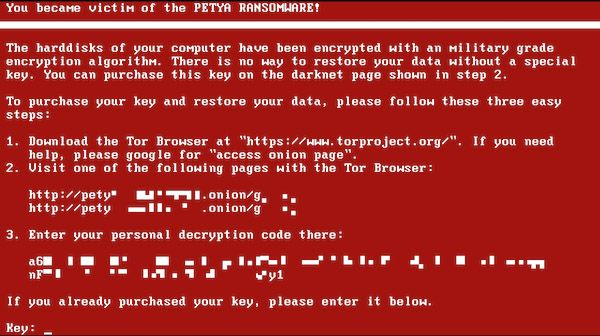 You became victim of the PETYA RANSOMWARE!
The harddisks of your computer have been encrypted with an military grade
encryption algorithm. There is no way to restore your data without a special
key. You can purchase this key on the darknet page shown in step 2.
To purchase your key and restore your data, please follow these three easy
steps:
1. Download the Tor Browser at "https://www.torproject.org/". If you need
help, please google for "access onion page".
2. Visit one of the following pages with the Tor Browser:
http://pety .onion/g
http://pety .onion/g
3. Enter your personal decryption code there:
a6
nF y1
If you already purchased your key, please enter it below.
Key: _